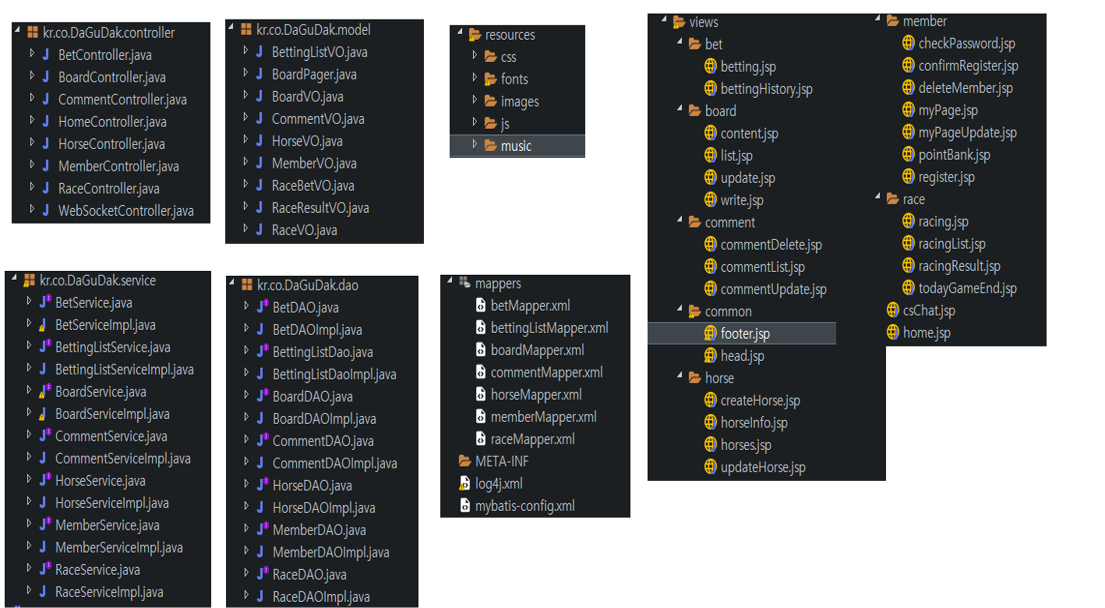 kr.co.DaGuDak.controller
BetController.java
BoardController.java
CommentController.java
HomeController.java
HorseController.java
MemberController.java
RaceController.java
WebSocketController.java
kr.co.DaGuDak.model
BettingListVO.java
BoardPager.java
BoardVO.java
CommentVO.java
HorseVO.java
MemberVO.java
RaceBetVO.java
RaceResultVO.java
RaceVO.java
resources
css
fonts
images
js
music
views
bet
betting.jsp
bettingHistory.jsp
board
content.jsp
list.jsp
update.jsp
write.jsp
comment
commentDelete.jsp
commentList.jsp
commentUpdate.jsp
common
footer.jsp
head.jsp
horse
createHorse.jsp
horseInfo.jsp
horses.jsp
updateHorse.jsp
member
checkPassword.jsp
confirmRegister.jsp
deleteMember.jsp
myPage.jsp
myPageUpdate.jsp
pointBank.jsp
register.jsp
race
racing.jsp
racingList.jsp
racingResult.jsp
todayGameEnd.jsp
csChat.jsp
home.jsp
kr.co.DaGuDak.service
BetService.java
BetServiceImpl.java
BettingListService.java
BettingListServiceImpl.java
BoardService.java
BoardServiceImpl.java
CommentService.java
CommentServiceImpl.java
HorseService.java
HorseServiceImpl.java
MemberService.java
MemberServiceImpl.java
RaceService.java
RaceServiceImpl.java
kr.co.DaGuDak.dao
BetDAO.java
BetDAOImpl.java
BettingListDao.java
BettingListDaoImpl.java
BoardDAO.java
BoardDAOImpl.java
CommentDAO.java
CommentDAOImpl.java
HorseDAO.java
HorseDAOImpl.java
MemberDAO.java
MemberDAOImpl.java
RaceDAO.java
RaceDAOImpl.java
mappers
betMapper.xml
bettingListMapper.xml
boardMapper.xml
commentMapper.xml
horseMapper.xml
memberMapper.xml
raceMapper.xml
META-INF
log4j.xml
mybatis-config.xml